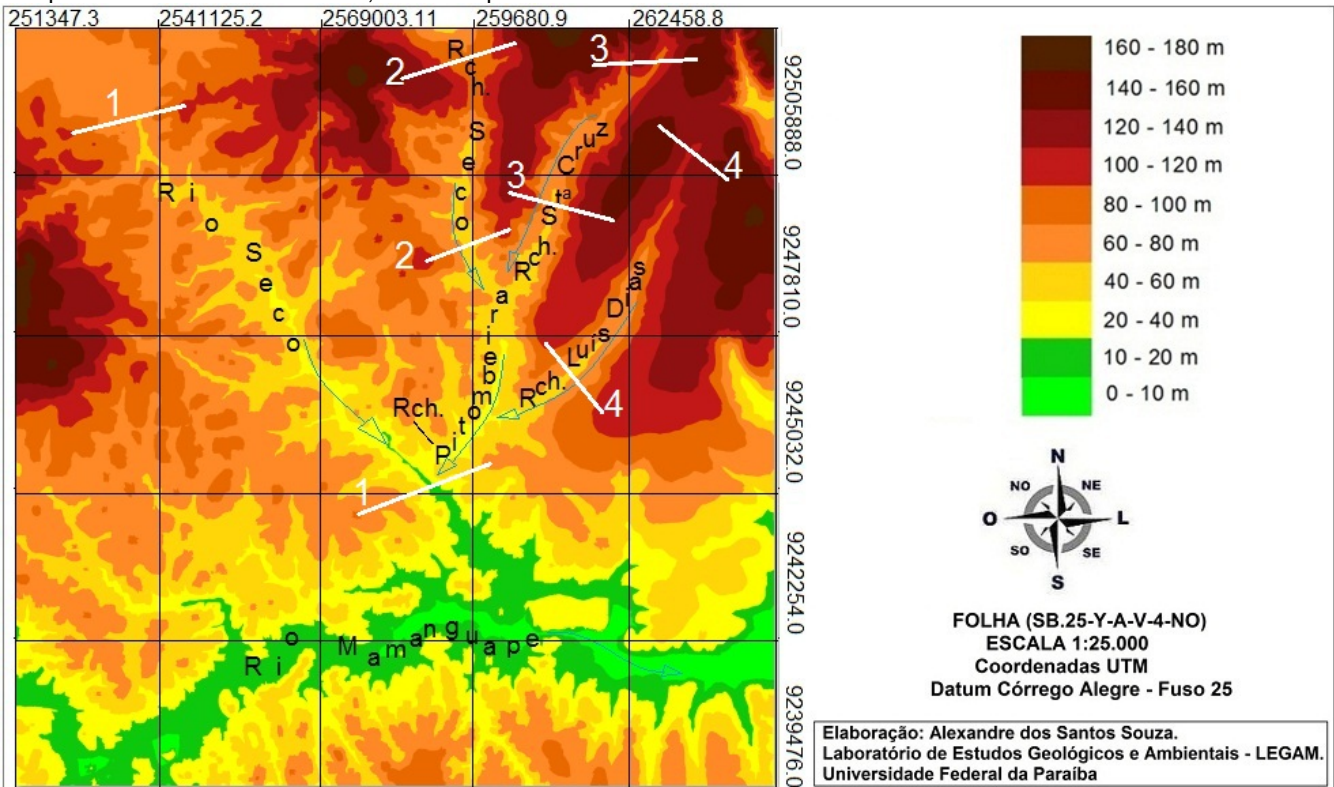 251347.3 2541125.2 2569003.11 259680.9 262458.8
9250588.0
9247810.0
9245032.0
9242254.0
9239476.0
1
2
3
Rch. Seco
Rch. Sta Cruz
4
Rio Seco
3
2
Rch. Luis Dias
4
Rch.
Pitombeira
1
Rio Mamanguape
160 - 180 m
140 - 160 m
120 - 140 m
100 - 120 m
80 - 100 m
60 - 80 m
40 - 60 m
20 - 40 m
10 - 20 m
0 - 10 m
N
NO NE
O L
SO SE
S
FOLHA (SB.25-Y-A-V-4-NO)
ESCALA 1:25.000
Coordenadas UTM
Datum Córrego Alegre - Fuso 25
Elaboração: Alexandre dos Santos Souza.
Laboratório de Estudos Geológicos e Ambientais - LEGAM.
Universidade Federal da Paraíba